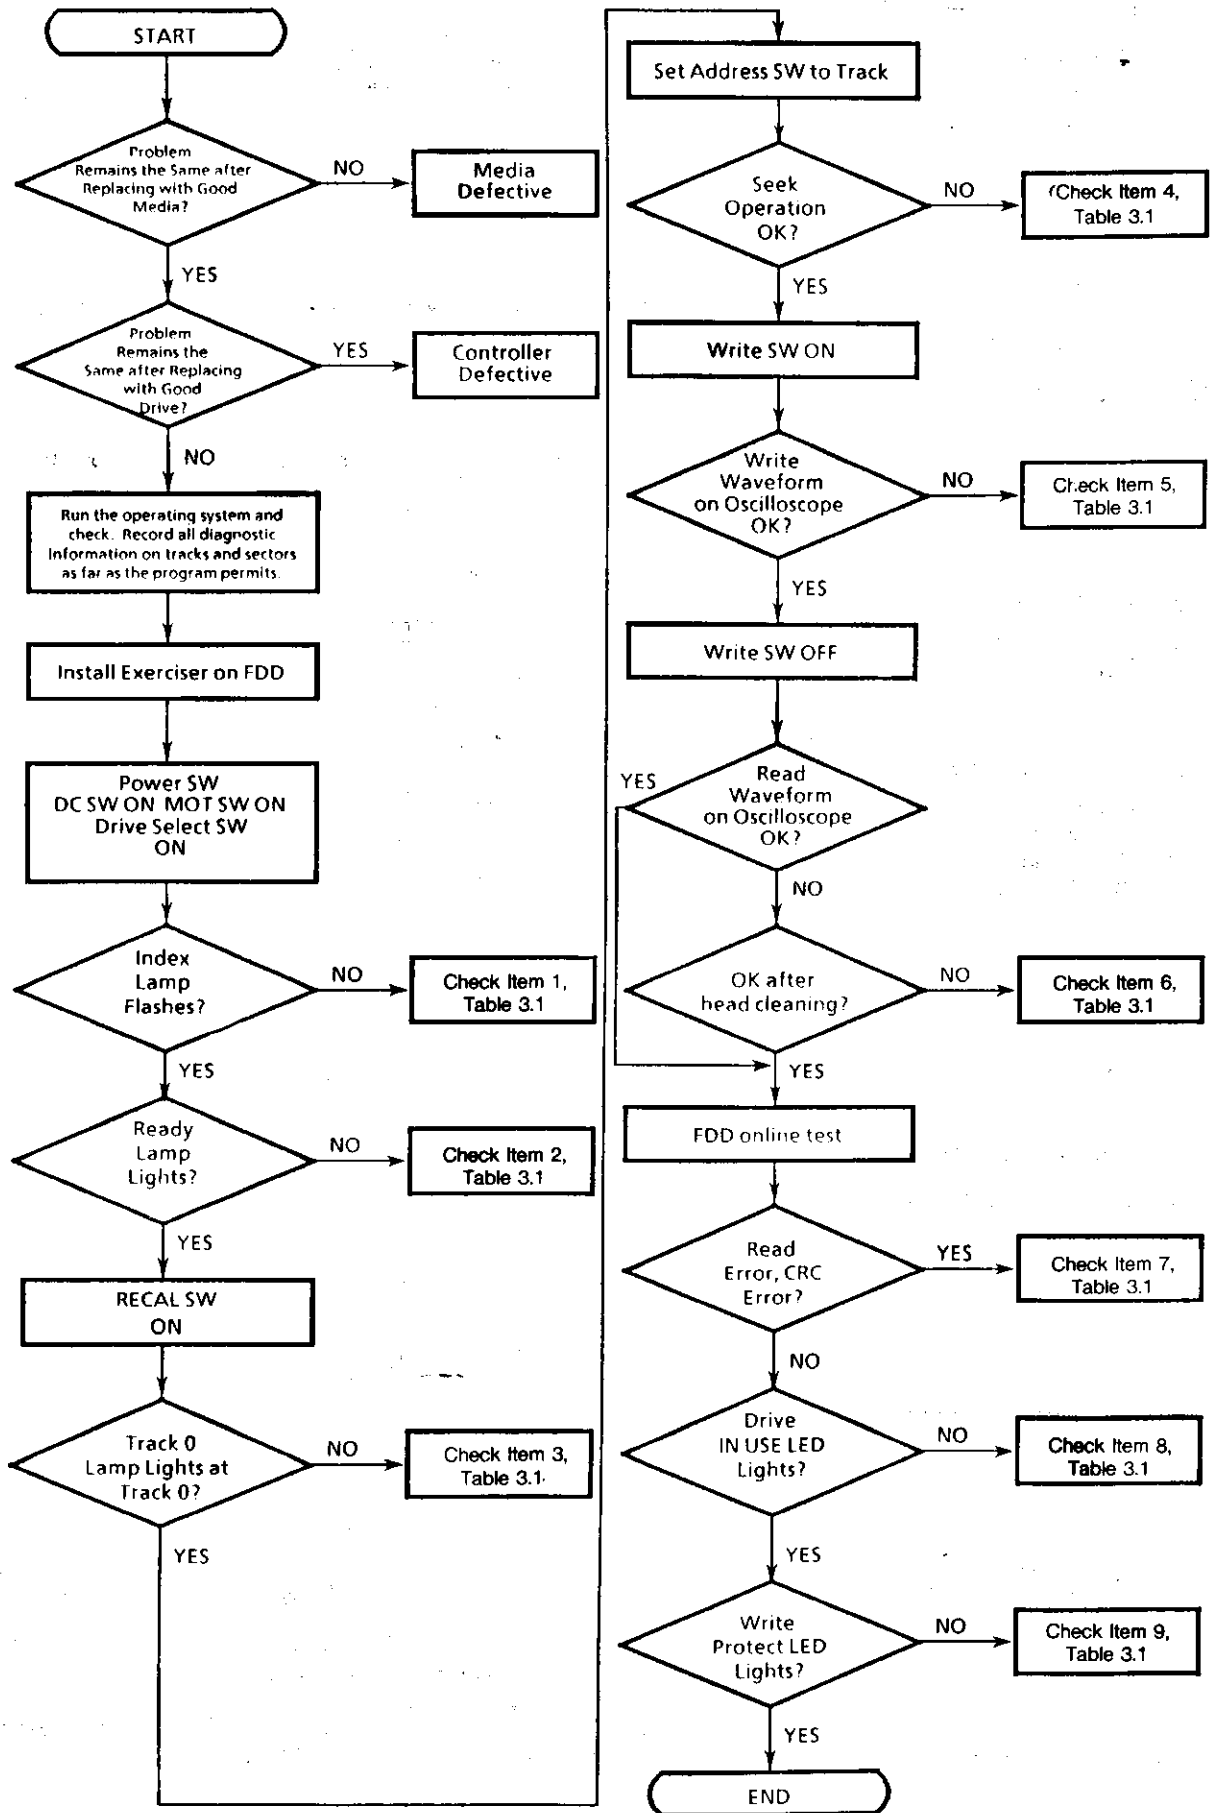 START
Problem
Remains the Same after
Replacing with Good
Media?
NO
Media
Defective
YES
Problem
Remains the
Same after Replacing
with Good
Drive?
YES
Controller
Defective
NO
Run the operating system and
check. Record all diagnostic
information on tracks and sectors
as far as the program permits.
Install Exerciser on FDD
Power SW
DC SW ON MOT SW ON
Drive Select SW
ON
Index
Lamp
Flashes?
NO
Check Item 1,
Table 3.1
YES
Ready
Lamp
Lights?
NO
Check Item 2,
Table 3.1
YES
RECAL SW
ON
Track 0
Lamp Lights at
Track 0?
NO
Check Item 3,
Table 3.1
YES
Set Address SW to Track
Seek
Operation
OK?
NO
Check Item 4,
Table 3.1
YES
Write SW ON
Write
Waveform
on Oscilloscope
OK?
NO
Check Item 5,
Table 3.1
YES
Write SW OFF
YES
Read
Waveform
on Oscilloscope
OK?
NO
OK after
head cleaning?
NO
Check Item 6,
Table 3.1
YES
FDD online test
Read
Error, CRC
Error?
YES
Check Item 7,
Table 3.1
NO
Drive
IN USE LED
Lights?
NO
Check Item 8,
Table 3.1
YES
Write
Protect LED
Lights?
NO
Check Item 9,
Table 3.1
YES
END